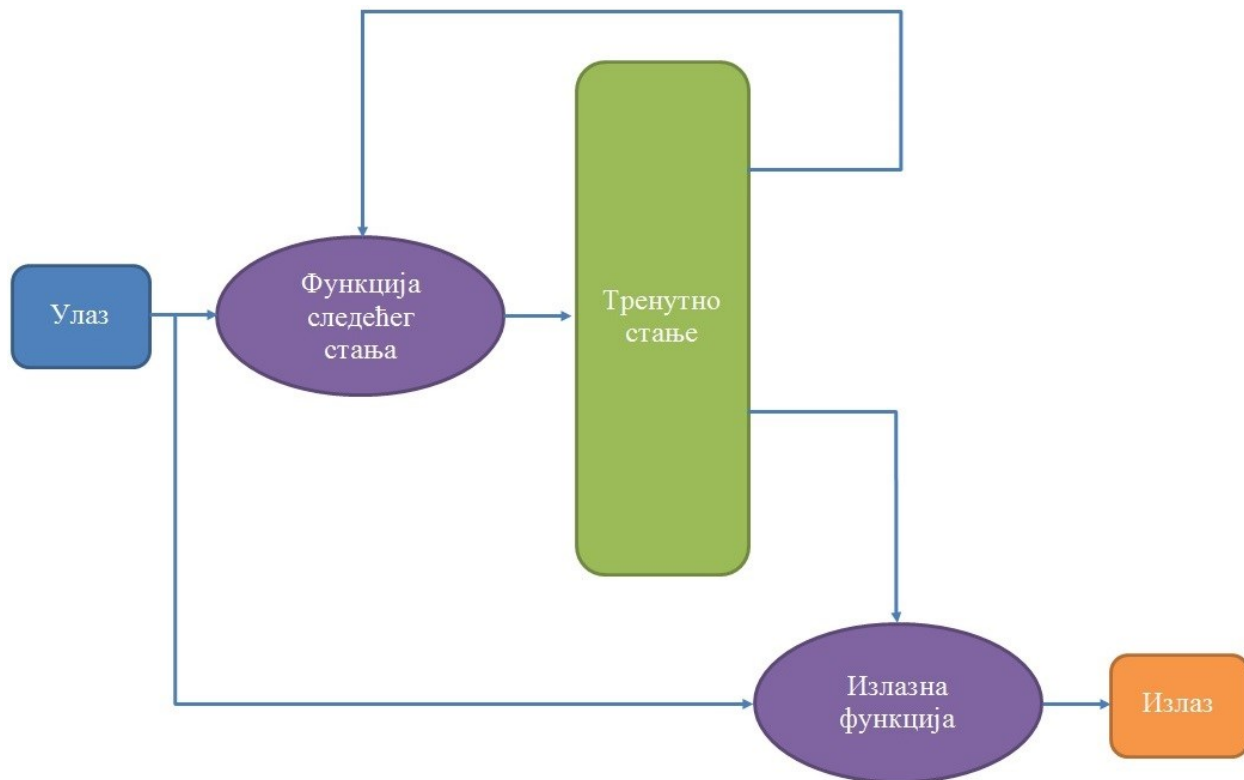 Улаз
Функција
следећег
стања
Тренутно
стање
Излазна
функција
Излаз